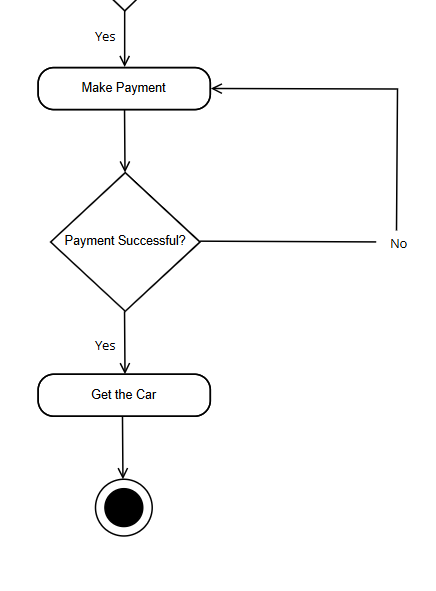 Yes
Make Payment
Payment Successful?
No
Yes
Get the Car